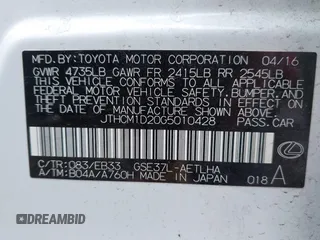 MFD.BY: TOYOTA MOTOR CORPORATION 04/16
GVWR 4735LB GAWR FR 2415LB RR 2545LB
THIS VEHICLE CONFORMS TO ALL APPLICABLE
FEDERAL MOTOR VEHICLE SAFETY, BUMPER, AND
THEFT PREVENTION STANDARDS IN EFFECT ON
THE DATE OF MANUFACTURE SHOWN ABOVE.
JTHCM1D20G5010428 PASS.CAR
C/TR: 083/EB33 GSE37L-AETLHA
A/TM: B04A/A760H MADE IN JAPAN 018A